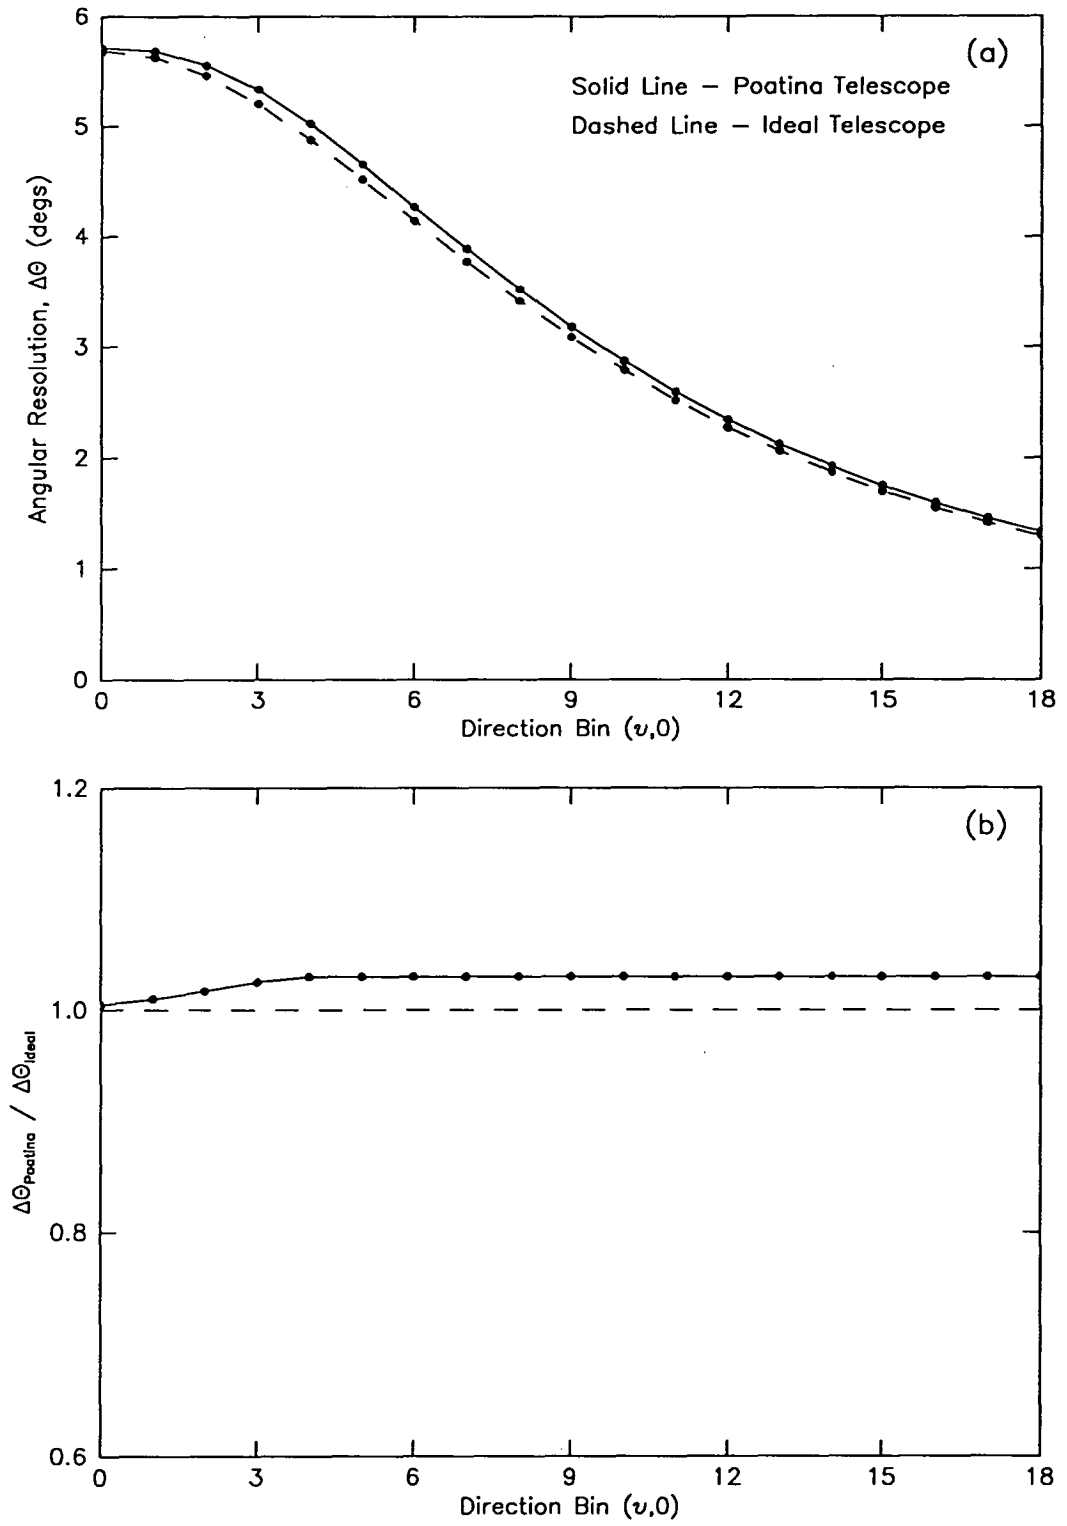 6
(a)
Solid Line – Poatina Telescope
Dashed Line – Ideal Telescope
5
4
3
2
1
0
Angular Resolution, ΔΘ (degs)
0 3 6 9 12 15 18
Direction Bin (υ,0)
1.2
(b)
1.0
0.8
0.6
ΔΘPoatina / ΔΘIdeal
0 3 6 9 12 15 18
Direction Bin (υ,0)